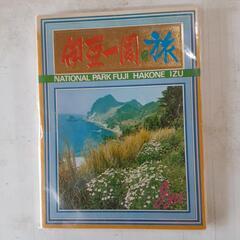 伊豆一周の旅
NATIONAL PARK FUJI HAKONE IZU